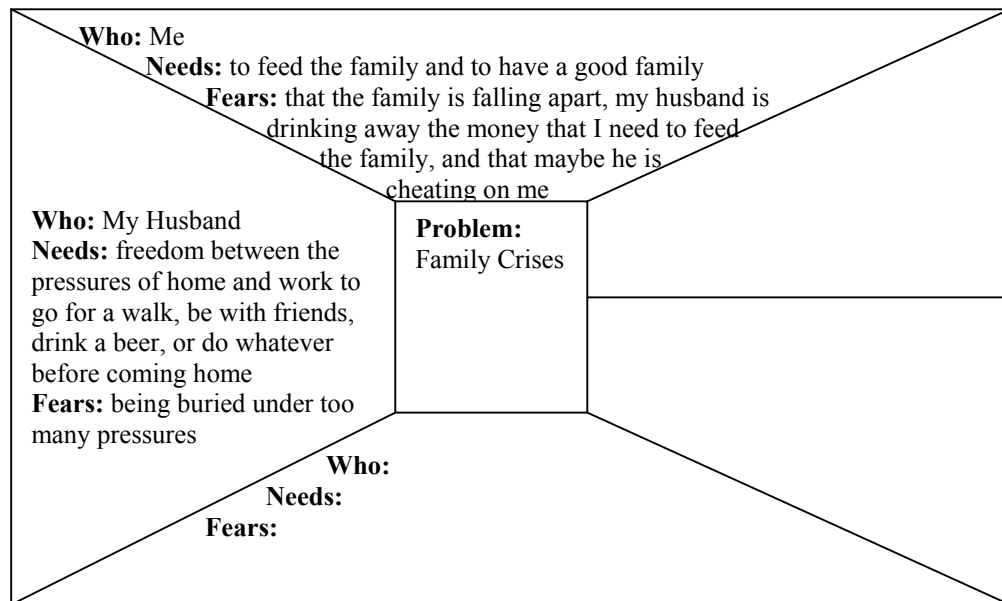 Who: Me
Needs: to feed the family and to have a good family
Fears: that the family is falling apart, my husband is
drinking away the money that I need to feed
the family, and that maybe he is
cheating on me
Who: My Husband
Needs: freedom between the
pressures of home and work to
go for a walk, be with friends,
drink a beer, or do whatever
before coming home
Fears: being buried under too
many pressures
Problem:
Family Crises
Who:
Needs:
Fears: